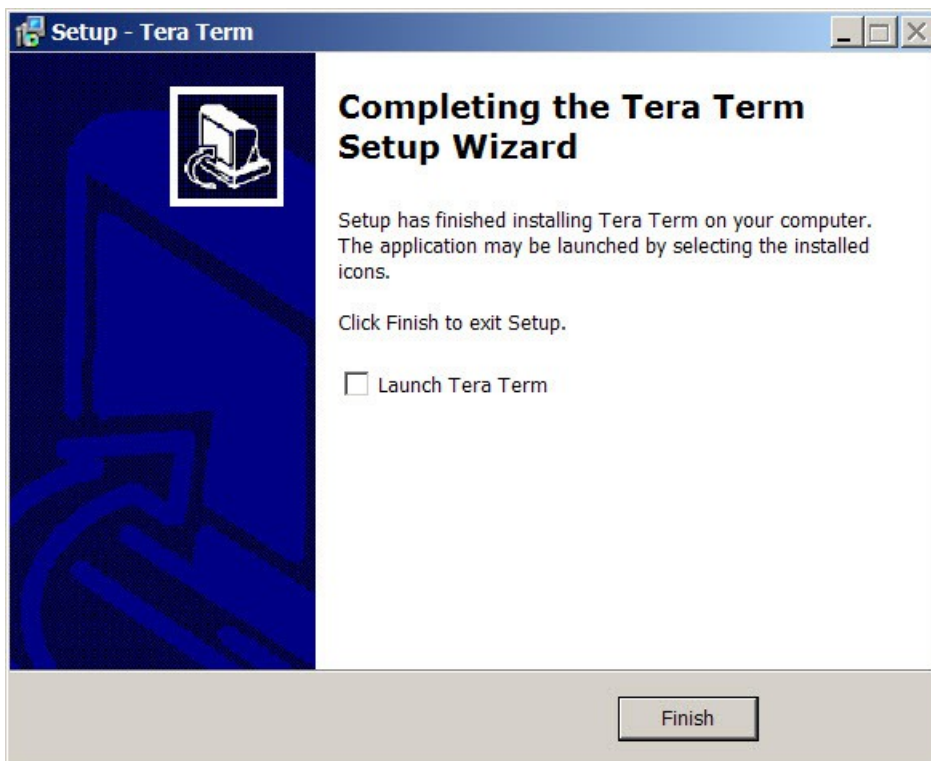 Setup - Tera Term
Completing the Tera Term
Setup Wizard
Setup has finished installing Tera Term on your computer.
The application may be launched by selecting the installed
icons.
Click Finish to exit Setup.
Launch Tera Term
Finish